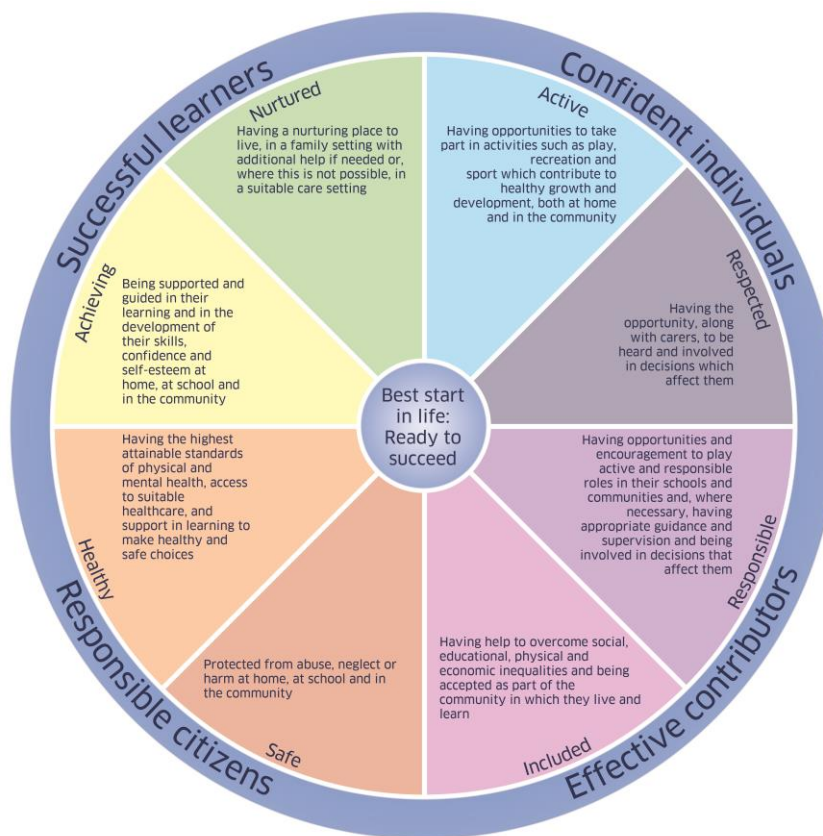 Successful learners
Confident individuals
Nurtured
Having a nurturing place to
live, in a family setting with
additional help if needed or,
where this is not possible, in
a suitable care setting
Active
Having opportunities to take
part in activities such as play,
recreation and
sport which contribute to
healthy growth and
development, both at home
and in the community
Achieving
Being supported and
guided in their
learning and in the
development of
their skills,
confidence and
self-esteem at
home, at school and
in the community
Respected
Having the
opportunity, along
with carers, to be
heard and involved
in decisions which
affect them
Best start
in life:
Ready to
succeed
Healthy
Having the highest
attainable standards
of physical and
mental health, access
to suitable
healthcare, and
support in learning to
make healthy and
safe choices
Responsible
Having opportunities and
encouragement to play
active and responsible
roles in their schools and
communities and, where
necessary, having
appropriate guidance and
supervision and being
involved in decisions that
affect them
Safe
Protected from abuse, neglect or
harm at home, at school and in
the community
Included
Having help to overcome social,
educational, physical and
economic inequalities and being
accepted as part of the
community in which they live and
learn
Responsible citizens
Effective contributors